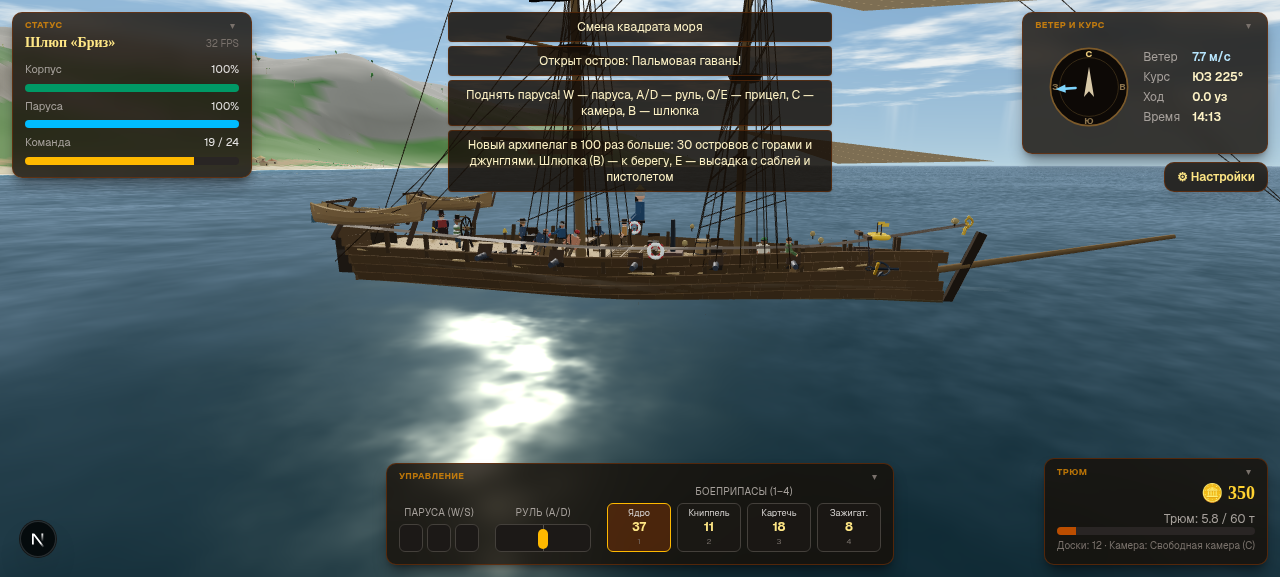 СТАТУС
Шлюп «Бриз»
32 FPS
Корпус
100%
Паруса
100%
Команда
19 / 24
Смена квадрата моря
Открыт остров: Пальмовая гавань!
Поднять паруса! W — паруса, A/D — руль, Q/E — прицел, C —
камера, B — шлюпка
Новый архипелаг в 100 раз больше: 30 островов с горами и
джунглями. Шлюпка (B) — к берегу, E — высадка с саблей и
пистолетом
ВЕТЕР И КУРС
С
З
В
Ю
Ветер 7.7 м/с
Курс ЮЗ 225°
Ход 0.0 уз
Время 14:13
⚙ Настройки
УПРАВЛЕНИЕ
ПАРУСА (W/S)
РУЛЬ (A/D)
БОЕПРИПАСЫ (1–4)
Ядро
37
1
Книппель
11
2
Картечь
18
3
Зажигат.
8
4
ТРЮМ
350
Трюм: 5.8 / 60 т
Доски: 12 · Камера: Свободная камера (C)
N